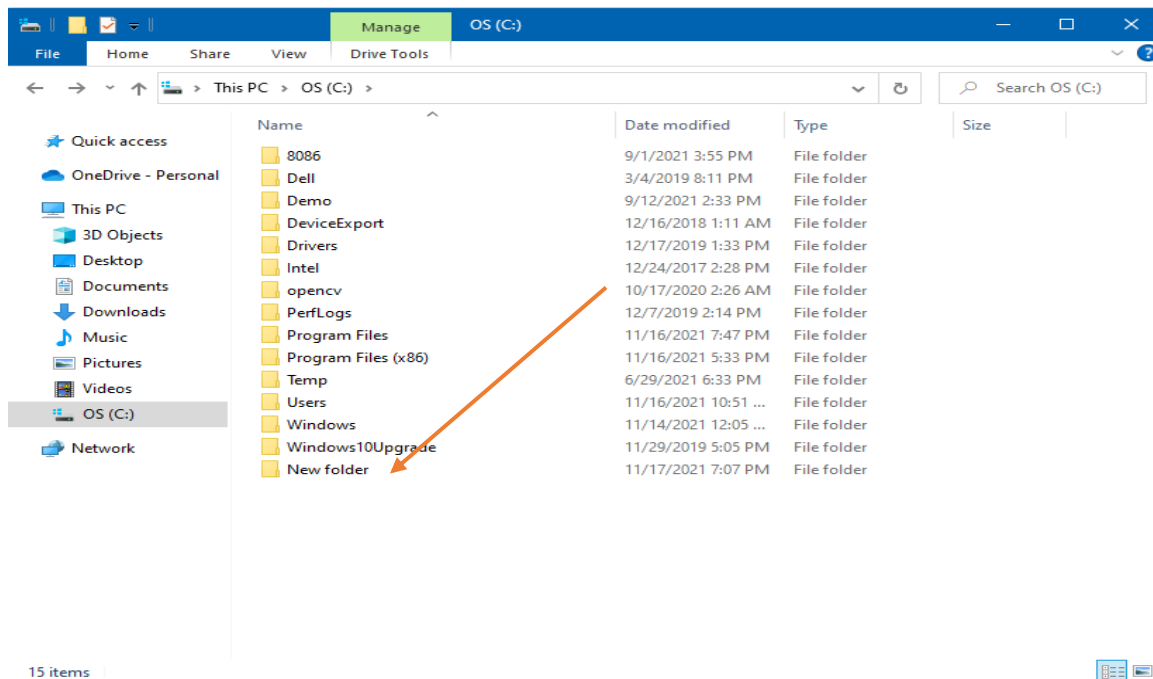 Manage OS (C:)
File Home Share View Drive Tools
This PC > OS (C:) > Search OS (C:)
Name Date modified Type Size
Quick access
OneDrive - Personal
This PC
3D Objects
Desktop
Documents
Downloads
Music
Pictures
Videos
OS (C:)
Network
8086 9/1/2021 3:55 PM File folder
Dell 3/4/2019 8:11 PM File folder
Demo 9/12/2021 2:33 PM File folder
DeviceExport 12/16/2018 1:11 AM File folder
Drivers 12/17/2019 1:33 PM File folder
Intel 12/24/2017 2:28 PM File folder
opencv 10/17/2020 2:26 AM File folder
PerfLogs 12/7/2019 2:14 PM File folder
Program Files 11/16/2021 7:47 PM File folder
Program Files (x86) 11/16/2021 5:33 PM File folder
Temp 6/29/2021 6:33 PM File folder
Users 11/16/2021 10:51 ... File folder
Windows 11/14/2021 12:05 ... File folder
Windows10Upgrade 11/29/2019 5:05 PM File folder
New folder 11/17/2021 7:07 PM File folder
15 items